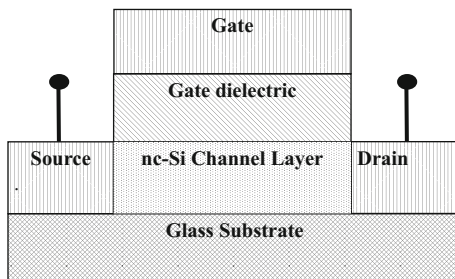 Gate
Gate dielectric
Source nc-Si Channel Layer Drain
Glass Substrate